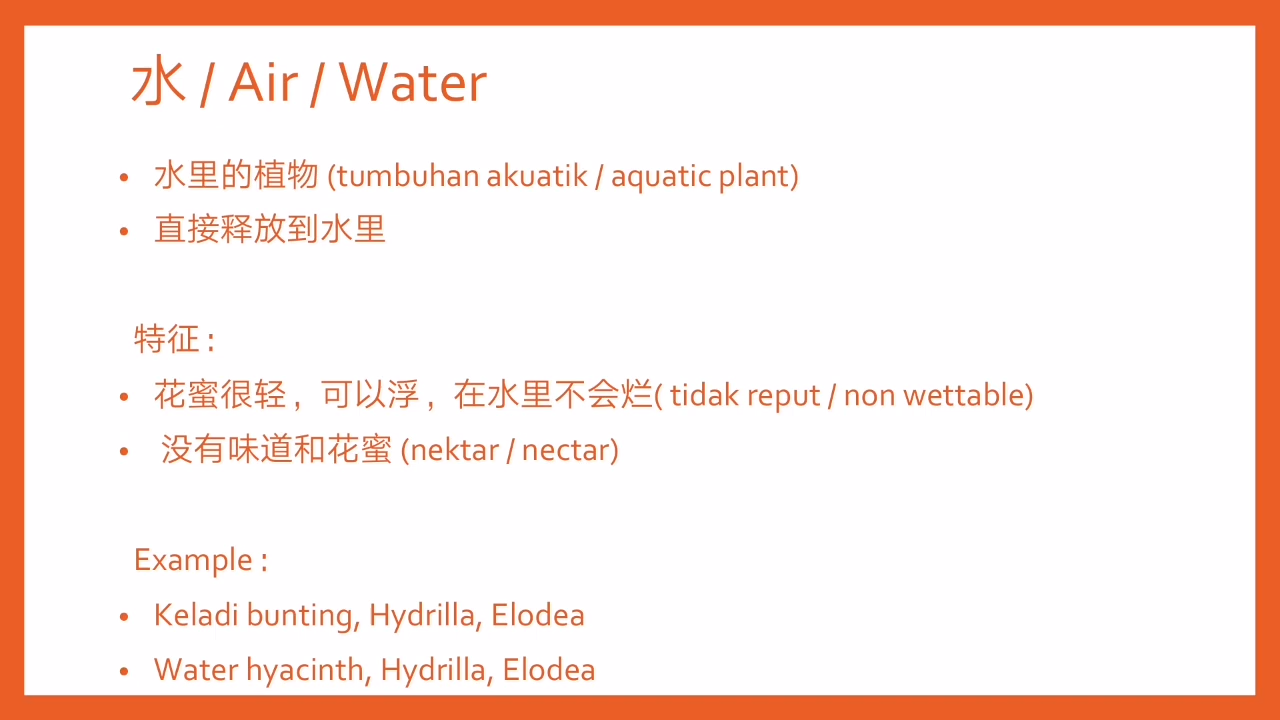 水 / Air / Water
• 水里的植物 (tumbuhan akuatik / aquatic plant)
• 直接释放到水里
特征 :
• 花蜜很轻 ,  可以浮 ,  在水里不会烂( tidak reput / non wettable)
• 没有味道和花蜜 (nektar / nectar)
Example :
• Keladi bunting, Hydrilla, Elodea
• Water hyacinth, Hydrilla, Elodea